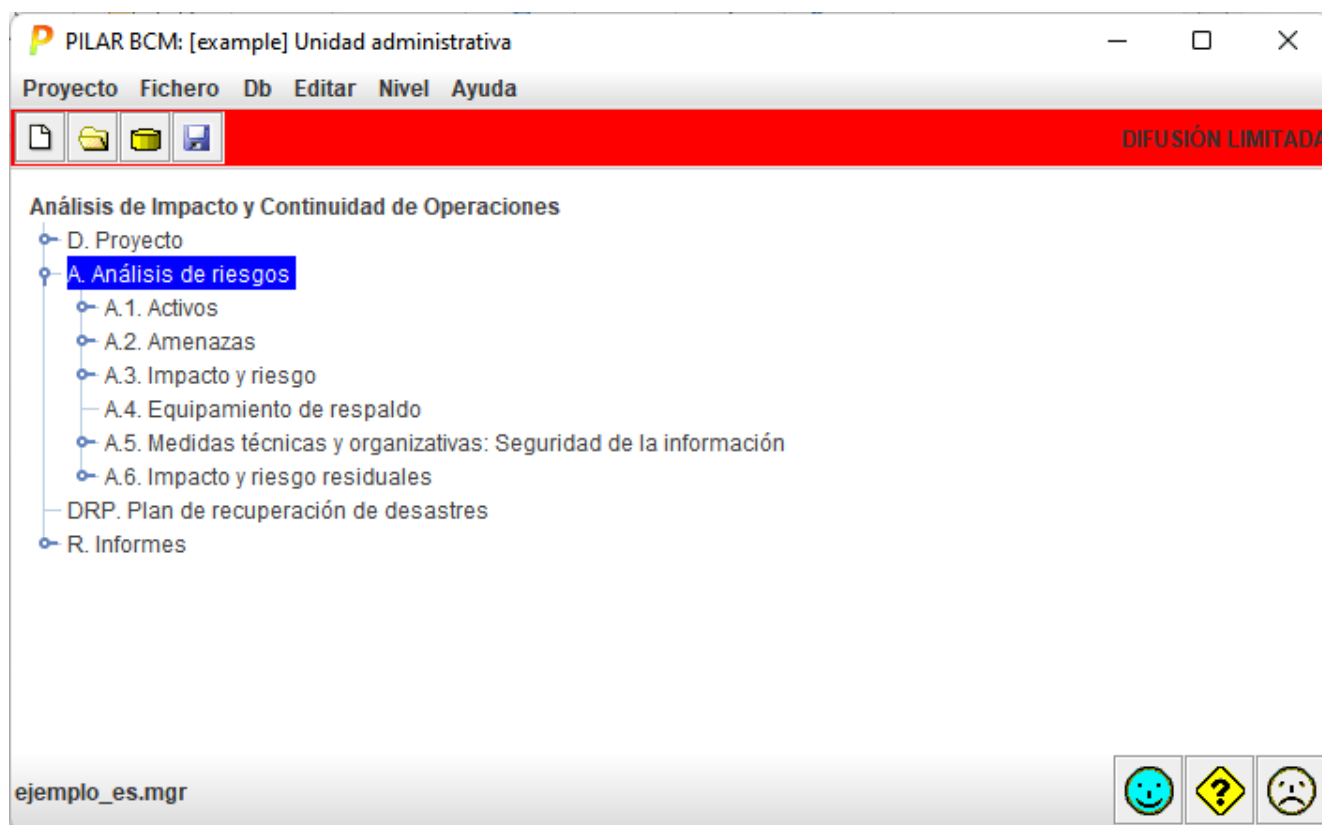 PILAR BCM: [example] Unidad administrativa
Proyecto Fichero Db Editar Nivel Ayuda
DIFUSIÓN LIMITADA
Análisis de Impacto y Continuidad de Operaciones
D. Proyecto
A. Análisis de riesgos
A.1. Activos
A.2. Amenazas
A.3. Impacto y riesgo
A.4. Equipamiento de respaldo
A.5. Medidas técnicas y organizativas: Seguridad de la información
A.6. Impacto y riesgo residuales
DRP. Plan de recuperación de desastres
R. Informes
ejemplo_es.mgr